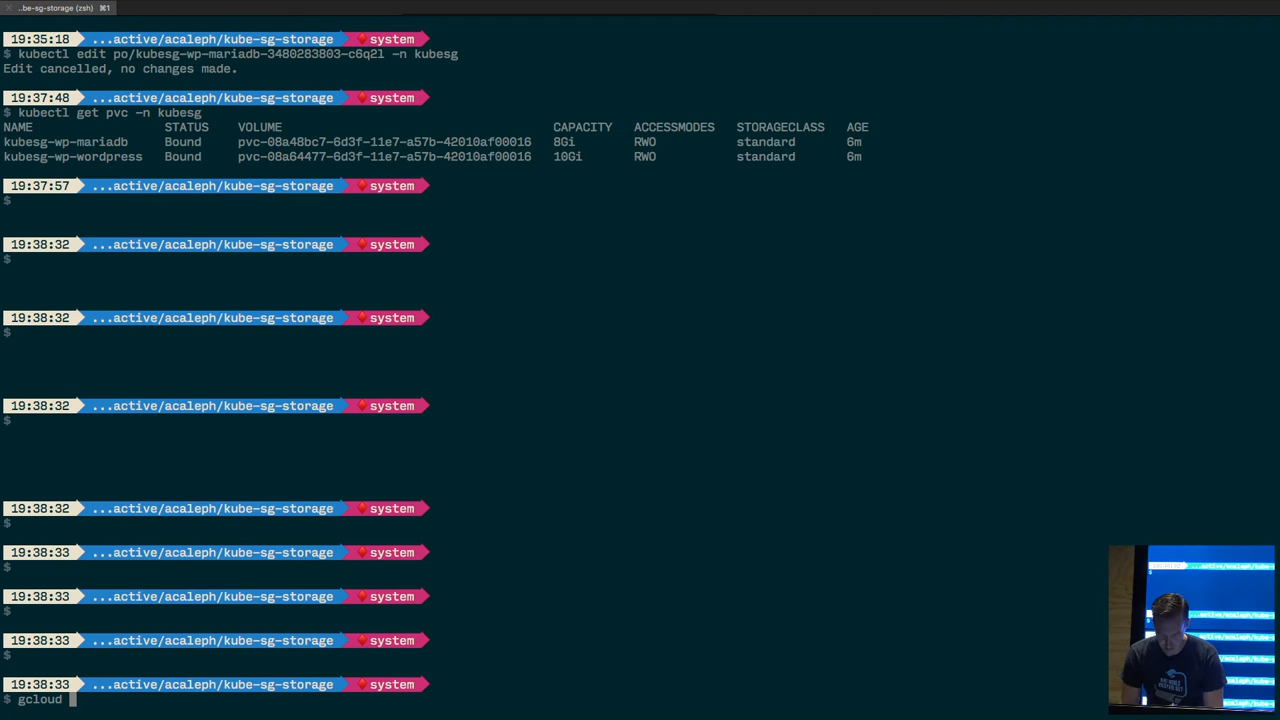 ..be-sg-storage (zsh) ⌘1
19:35:18 ...active/acaleph/kube-sg-storage system
$ kubectl edit po/kubesg-wp-mariadb-3480283803-c6q2l -n kubesg
Edit cancelled, no changes made.
19:37:48 ...active/acaleph/kube-sg-storage system
$ kubectl get pvc -n kubesg
NAME STATUS VOLUME CAPACITY ACCESSMODES STORAGECLASS AGE
kubesg-wp-mariadb Bound pvc-08a48bc7-6d3f-11e7-a57b-42010af00016 8Gi RWO standard 6m
kubesg-wp-wordpress Bound pvc-08a64477-6d3f-11e7-a57b-42010af00016 10Gi RWO standard 6m
19:37:57 ...active/acaleph/kube-sg-storage system
$
19:38:32 ...active/acaleph/kube-sg-storage system
$
19:38:32 ...active/acaleph/kube-sg-storage system
$
19:38:32 ...active/acaleph/kube-sg-storage system
$
19:38:32 ...active/acaleph/kube-sg-storage system
$
19:38:33 ...active/acaleph/kube-sg-storage system
$
19:38:33 ...active/acaleph/kube-sg-storage system
$
19:38:33 ...active/acaleph/kube-sg-storage system
$
19:38:33 ...active/acaleph/kube-sg-storage system
$ gcloud